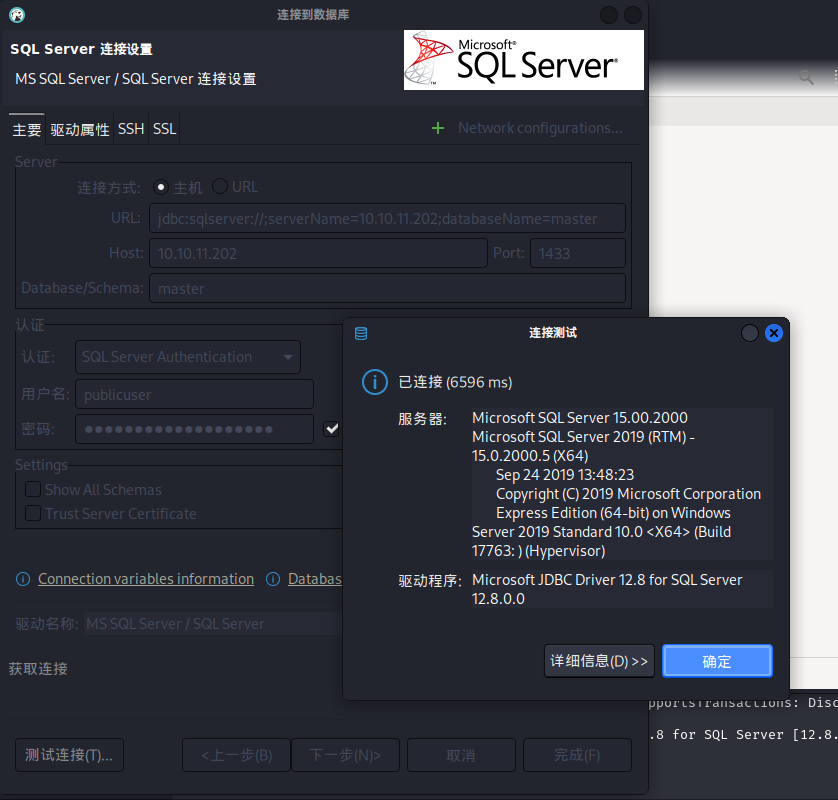 连接到数据库
SQL Server 连接设置
MS SQL Server / SQL Server 连接设置
Microsoft®
SQL Server®
主要 驱动属性 SSH SSL
+ Network configurations...
Server
连接方式: 主机 URL
URL: jdbc:sqlserver://;serverName=10.10.11.202;databaseName=master
Host: 10.10.11.202 Port: 1433
Database/Schema: master
认证
认证: SQL Server Authentication
用户名: publicuser
密码: ●●●●●●●●●●●●●●●●●●●
Settings
Show All Schemas
Trust Server Certificate
Connection variables information Databas
驱动名称: MS SQL Server / SQL Server
获取连接
测试连接(T)... <上一步(B) 下一步(N)> 取消 完成(F)
连接测试
已连接 (6596 ms)
服务器: Microsoft SQL Server 15.00.2000
Microsoft SQL Server 2019 (RTM) -
15.0.2000.5 (X64)
Sep 24 2019 13:48:23
Copyright (C) 2019 Microsoft Corporation
Express Edition (64-bit) on Windows
Server 2019 Standard 10.0 <X64> (Build
17763: ) (Hypervisor)
驱动程序: Microsoft JDBC Driver 12.8 for SQL Server
12.8.0.0
详细信息(D) >> 确定
pportsTransactions: Disc
.8 for SQL Server [12.8.